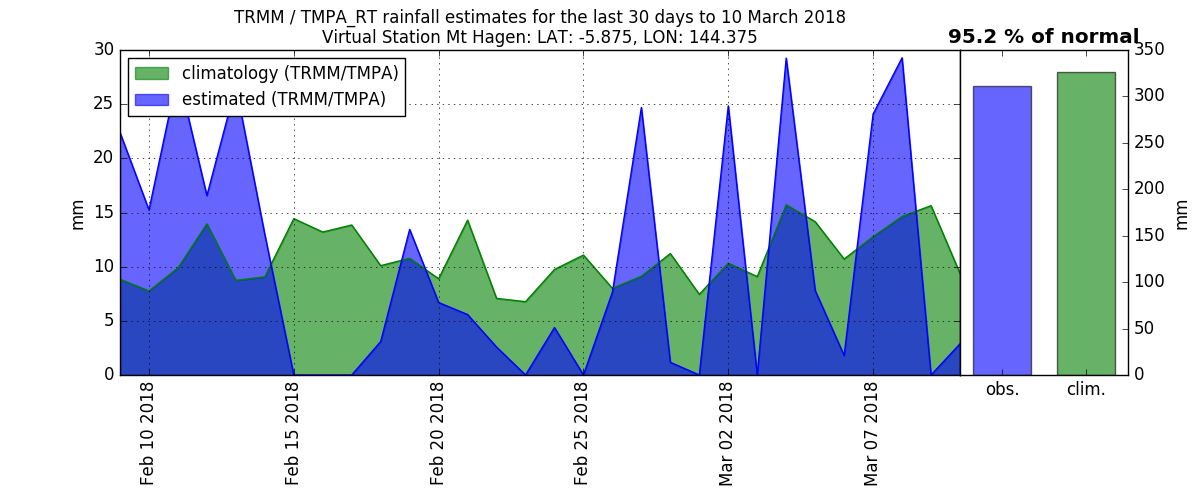 TRMM / TMPA_RT rainfall estimates for the last 30 days to 10 March 2018
Virtual Station Mt Hagen: LAT: -5.875, LON: 144.375
95.2 % of normal
climatology (TRMM/TMPA)
estimated (TRMM/TMPA)
30
25
20
15
10
5
0
mm
Feb 10 2018
Feb 15 2018
Feb 20 2018
Feb 25 2018
Mar 02 2018
Mar 07 2018
350
300
250
200
150
100
50
0
mm
obs.
clim.